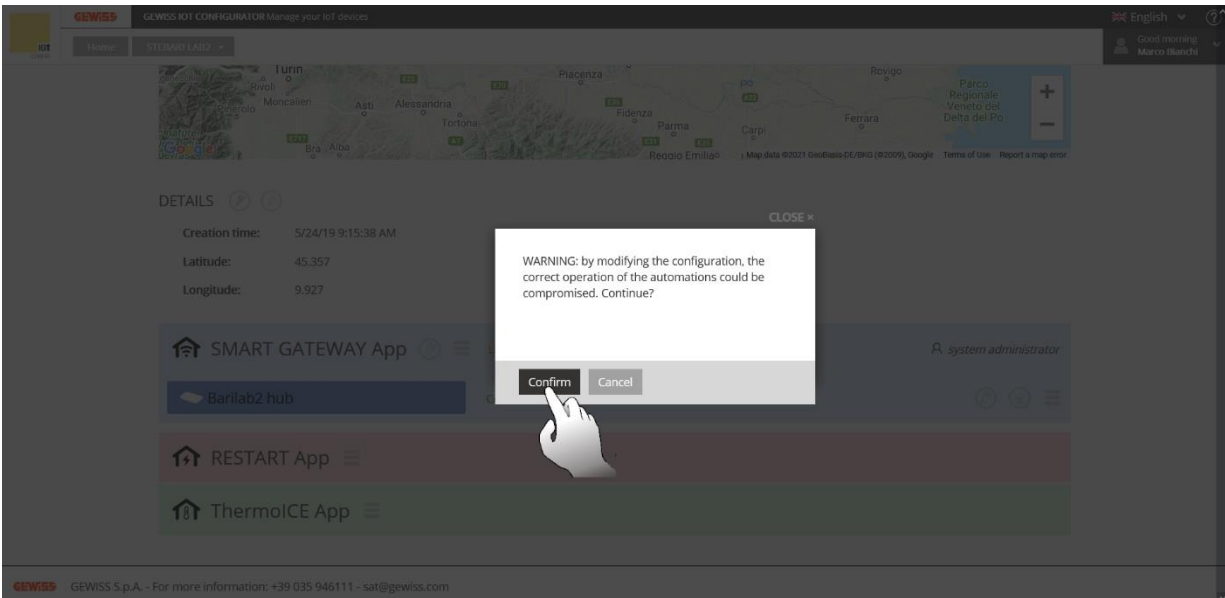 GEWISS GEWISS IOT CONFIGURATOR Manage your IoT devices English ?
IOT Home STUBARI LAB2 Good morning
Marco Bianchi
Turin Piacenza Rovigo
Rivoli Parco
Moncalieri Asti Alessandria Regionale +
Pinerolo Fidenza Veneto del
Tortona Parma Carpi Ferrara Delta del Po −
Bra Alba
Google Reggio Emilia Map data ©2021 GeoBasis-DE/BKG (©2009), Google Terms of Use Report a map error
DETAILS
CLOSE ×
Creation time: 5/24/19 9:15:38 AM
Latitude: 45.357
Longitude: 9.927
WARNING: by modifying the configuration, the
correct operation of the automations could be
compromised. Continue?
SMART GATEWAY App system administrator
Confirm Cancel
Barilab2 hub
RESTART App
ThermoICE App
GEWISS GEWISS S.p.A. - For more information: +39 035 946111 - sat@gewiss.com